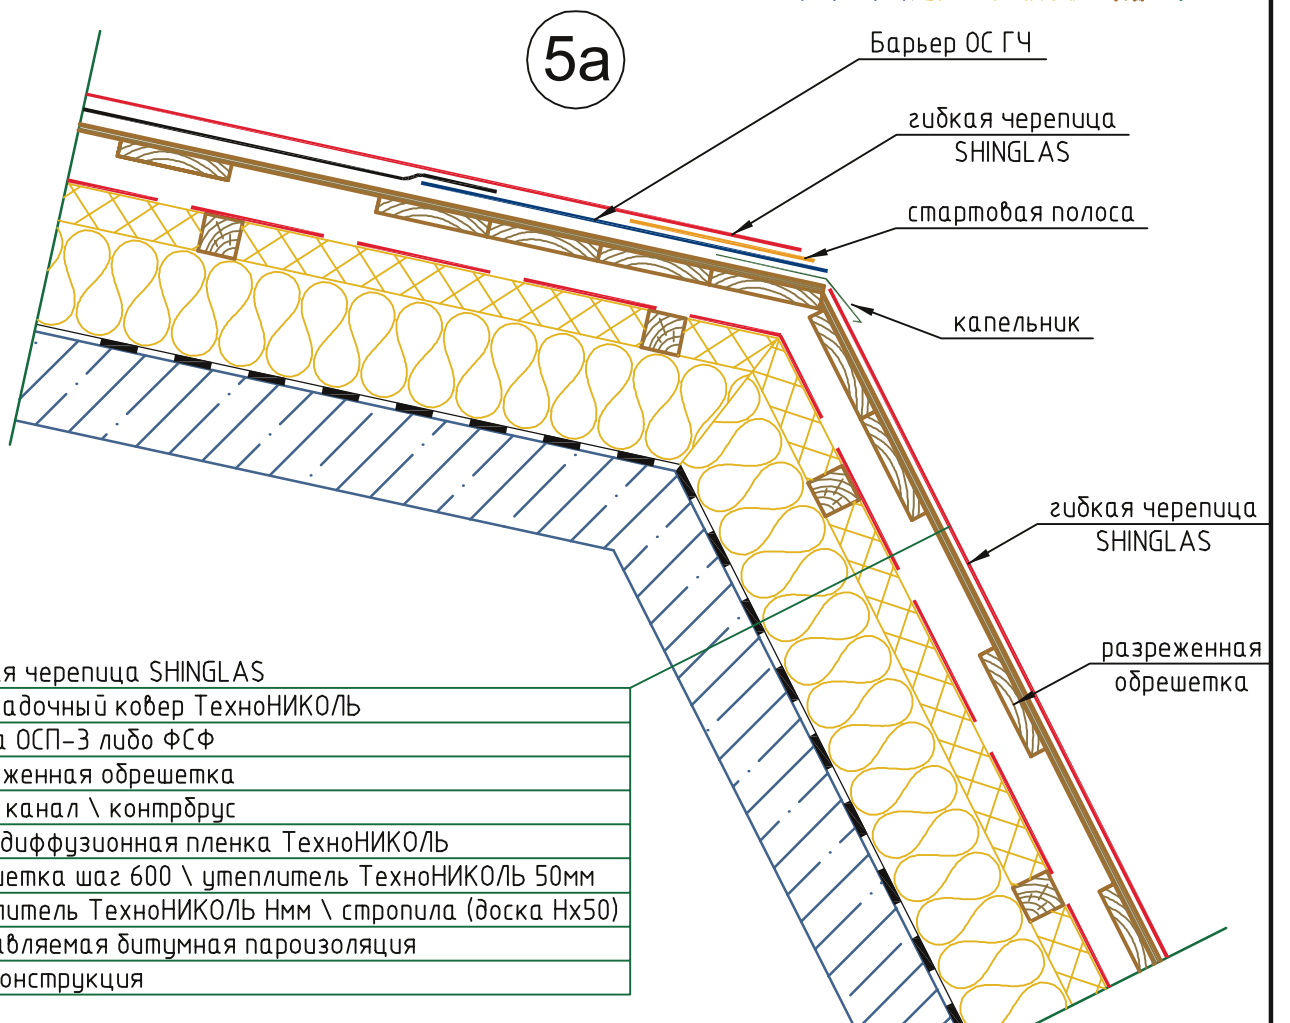 5а
Барьер ОС ГЧ
гибкая черепица
SHINGLAS
стартовая полоса
капельник
гибкая черепица
SHINGLAS
разреженная
обрешетка
я черепица SHINGLAS
адочный ковер ТехноНИКОЛЬ
а ОСП-3 либо ФСФ
женная обрешетка
канал \ контрбрус
диффузионная пленка ТехноНИКОЛЬ
шетка шаг 600 \ утеплитель ТехноНИКОЛЬ 50мм
литель ТехноНИКОЛЬ Hмм \ стропила (доска Hх50)
авляемая битумная пароизоляция
онструкция